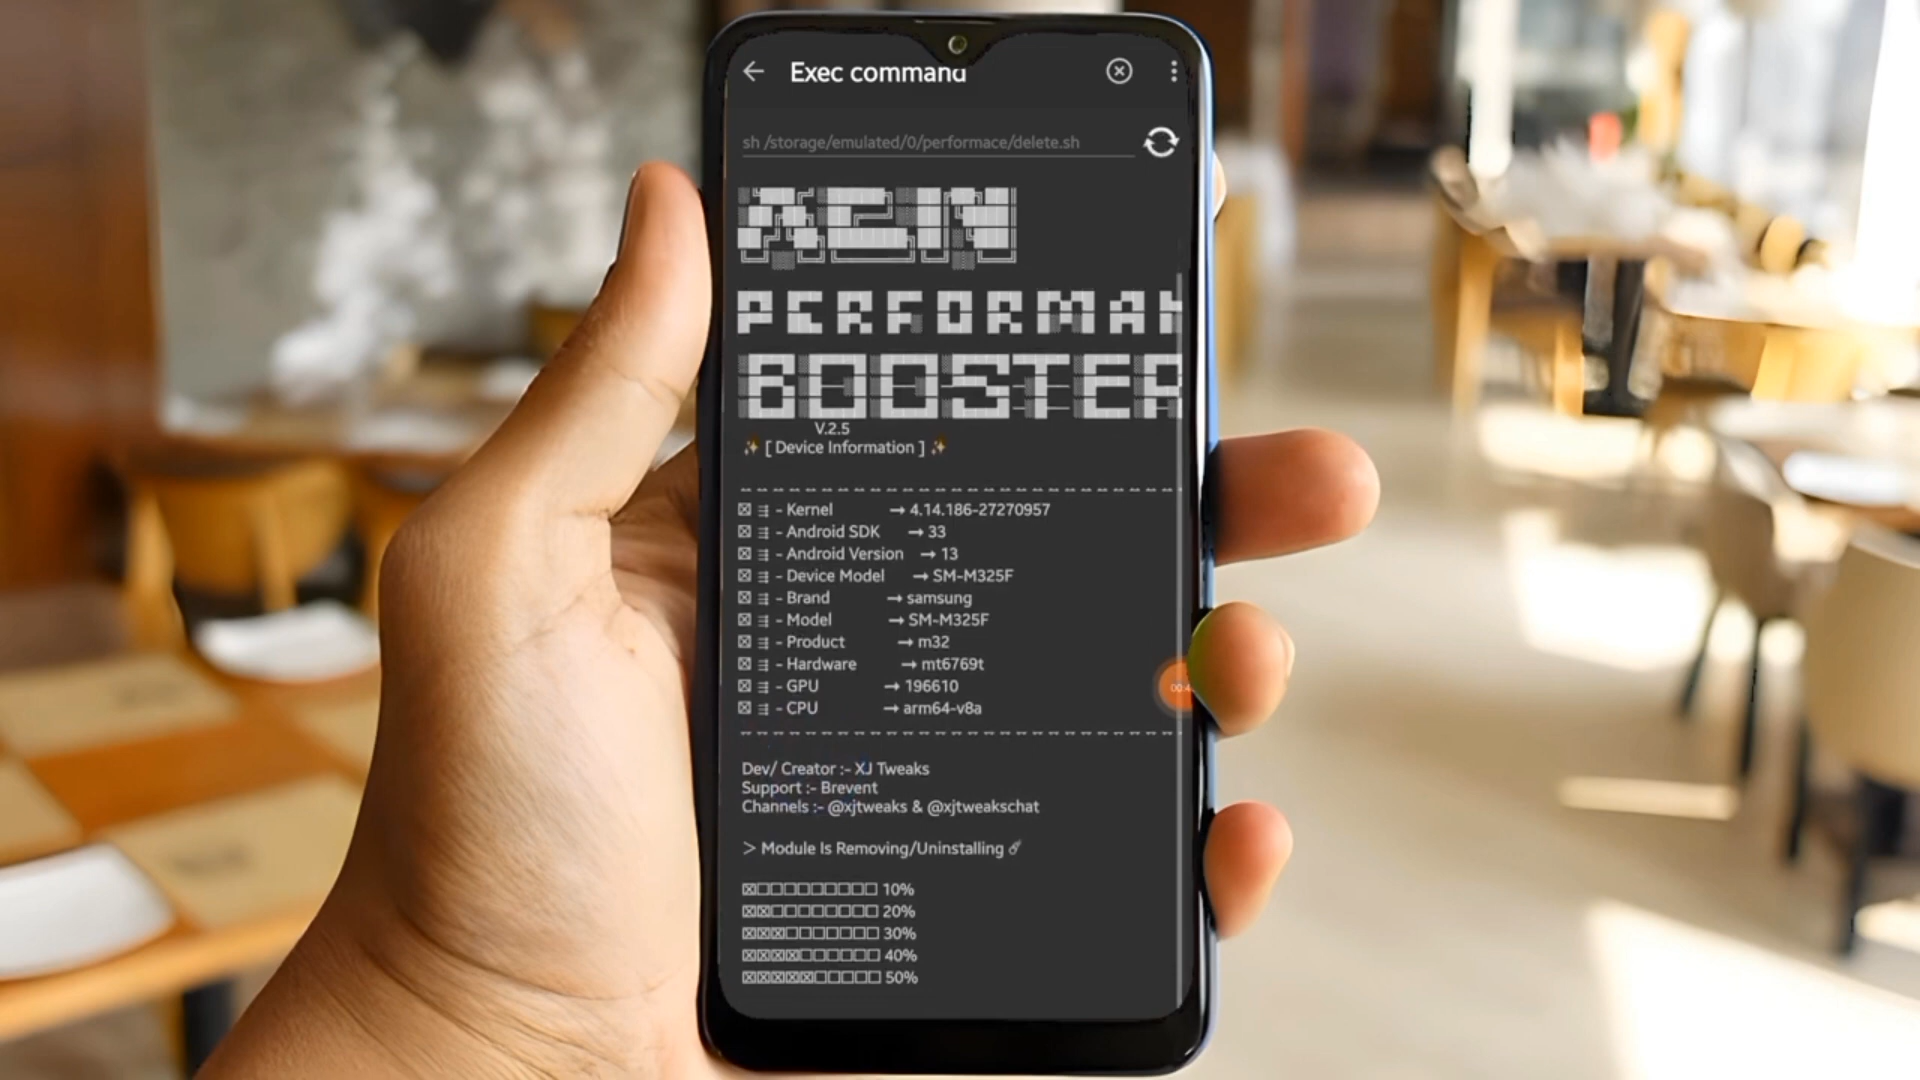 Exec command
sh /storage/emulated/0/performace/delete.sh
PERFORMAN
BOOSTER
V.2.5
✨ [ Device Information ] ✨
- Kernel → 4.14.186-27270957
- Android SDK → 33
- Android Version → 13
- Device Model → SM-M325F
- Brand → samsung
- Model → SM-M325F
- Product → m32
- Hardware → mt6769t
- GPU → 196610
- CPU → arm64-v8a
Dev/ Creator :- XJ Tweaks
Support :- Brevent
Channels :- @xjtweaks & @xjtweakschat
> Module Is Removing/Uninstalling
10%
20%
30%
40%
50%